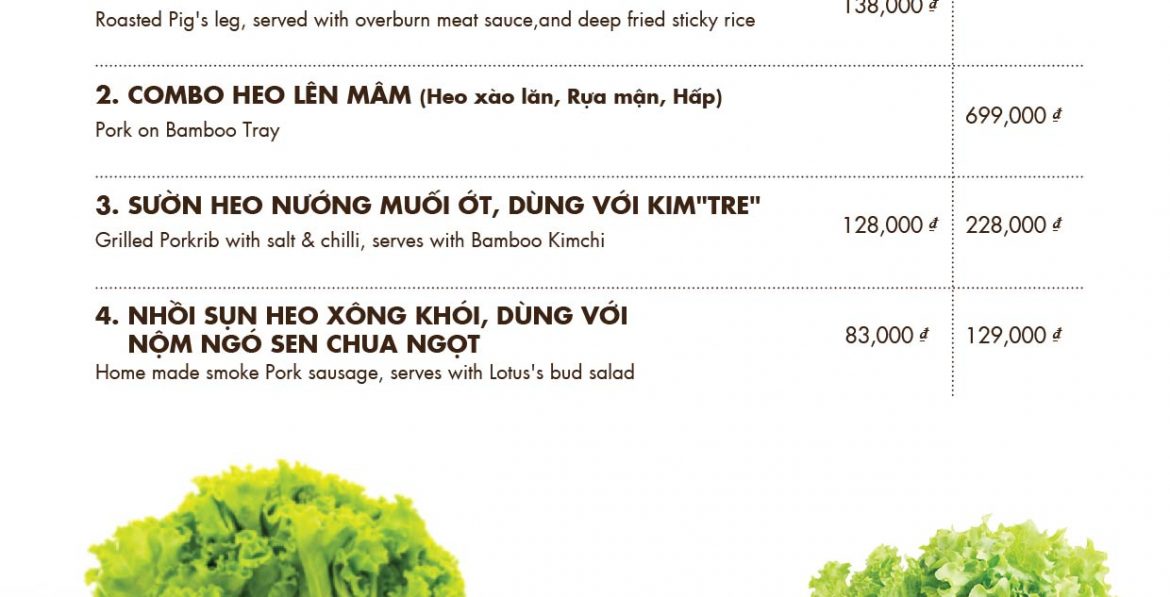 138,000 ₫
Roasted Pig's leg, served with overburn meat sauce,and deep fried sticky rice
2. COMBO HEO LÊN MÂM (Heo xào lăn, Rựa mận, Hấp)
699,000 ₫
Pork on Bamboo Tray
3. SƯỜN HEO NƯỚNG MUỐI ỚT, DÙNG VỚI KIM"TRE"
128,000 ₫ 228,000 ₫
Grilled Porkrib with salt & chilli, serves with Bamboo Kimchi
4. NHỒI SỤN HEO XÔNG KHÓI, DÙNG VỚI
NỘM NGÓ SEN CHUA NGỌT
83,000 ₫ 129,000 ₫
Home made smoke Pork sausage, serves with Lotus's bud salad